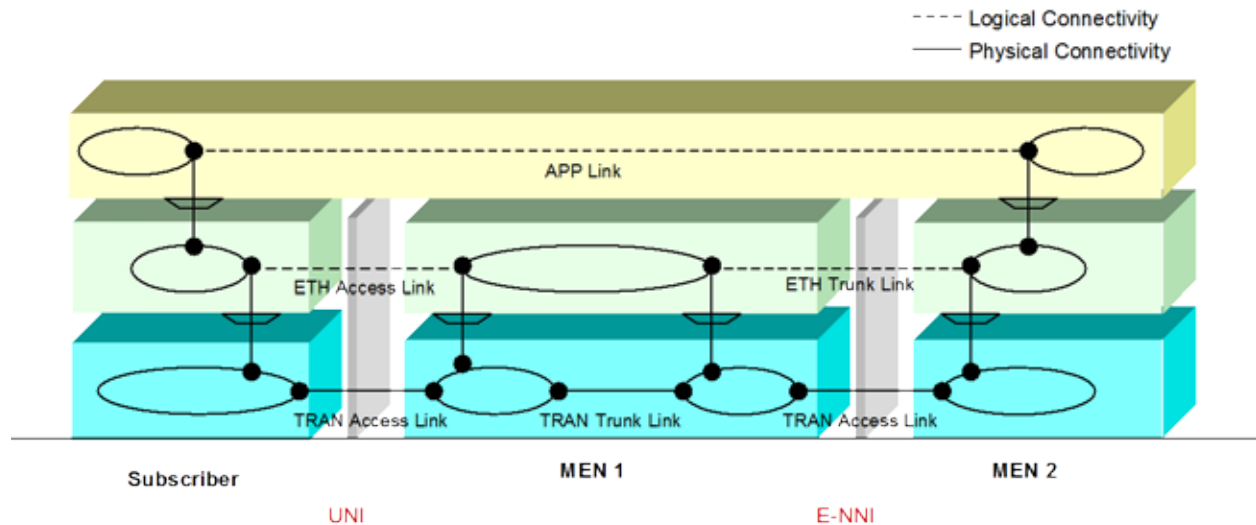 Logical Connectivity
Physical Connectivity
APP Link
ETH Access Link
ETH Trunk Link
TRAN Access Link
TRAN Trunk Link
TRAN Access Link
Subscriber
MEN 1
MEN 2
UNI
E-NNI